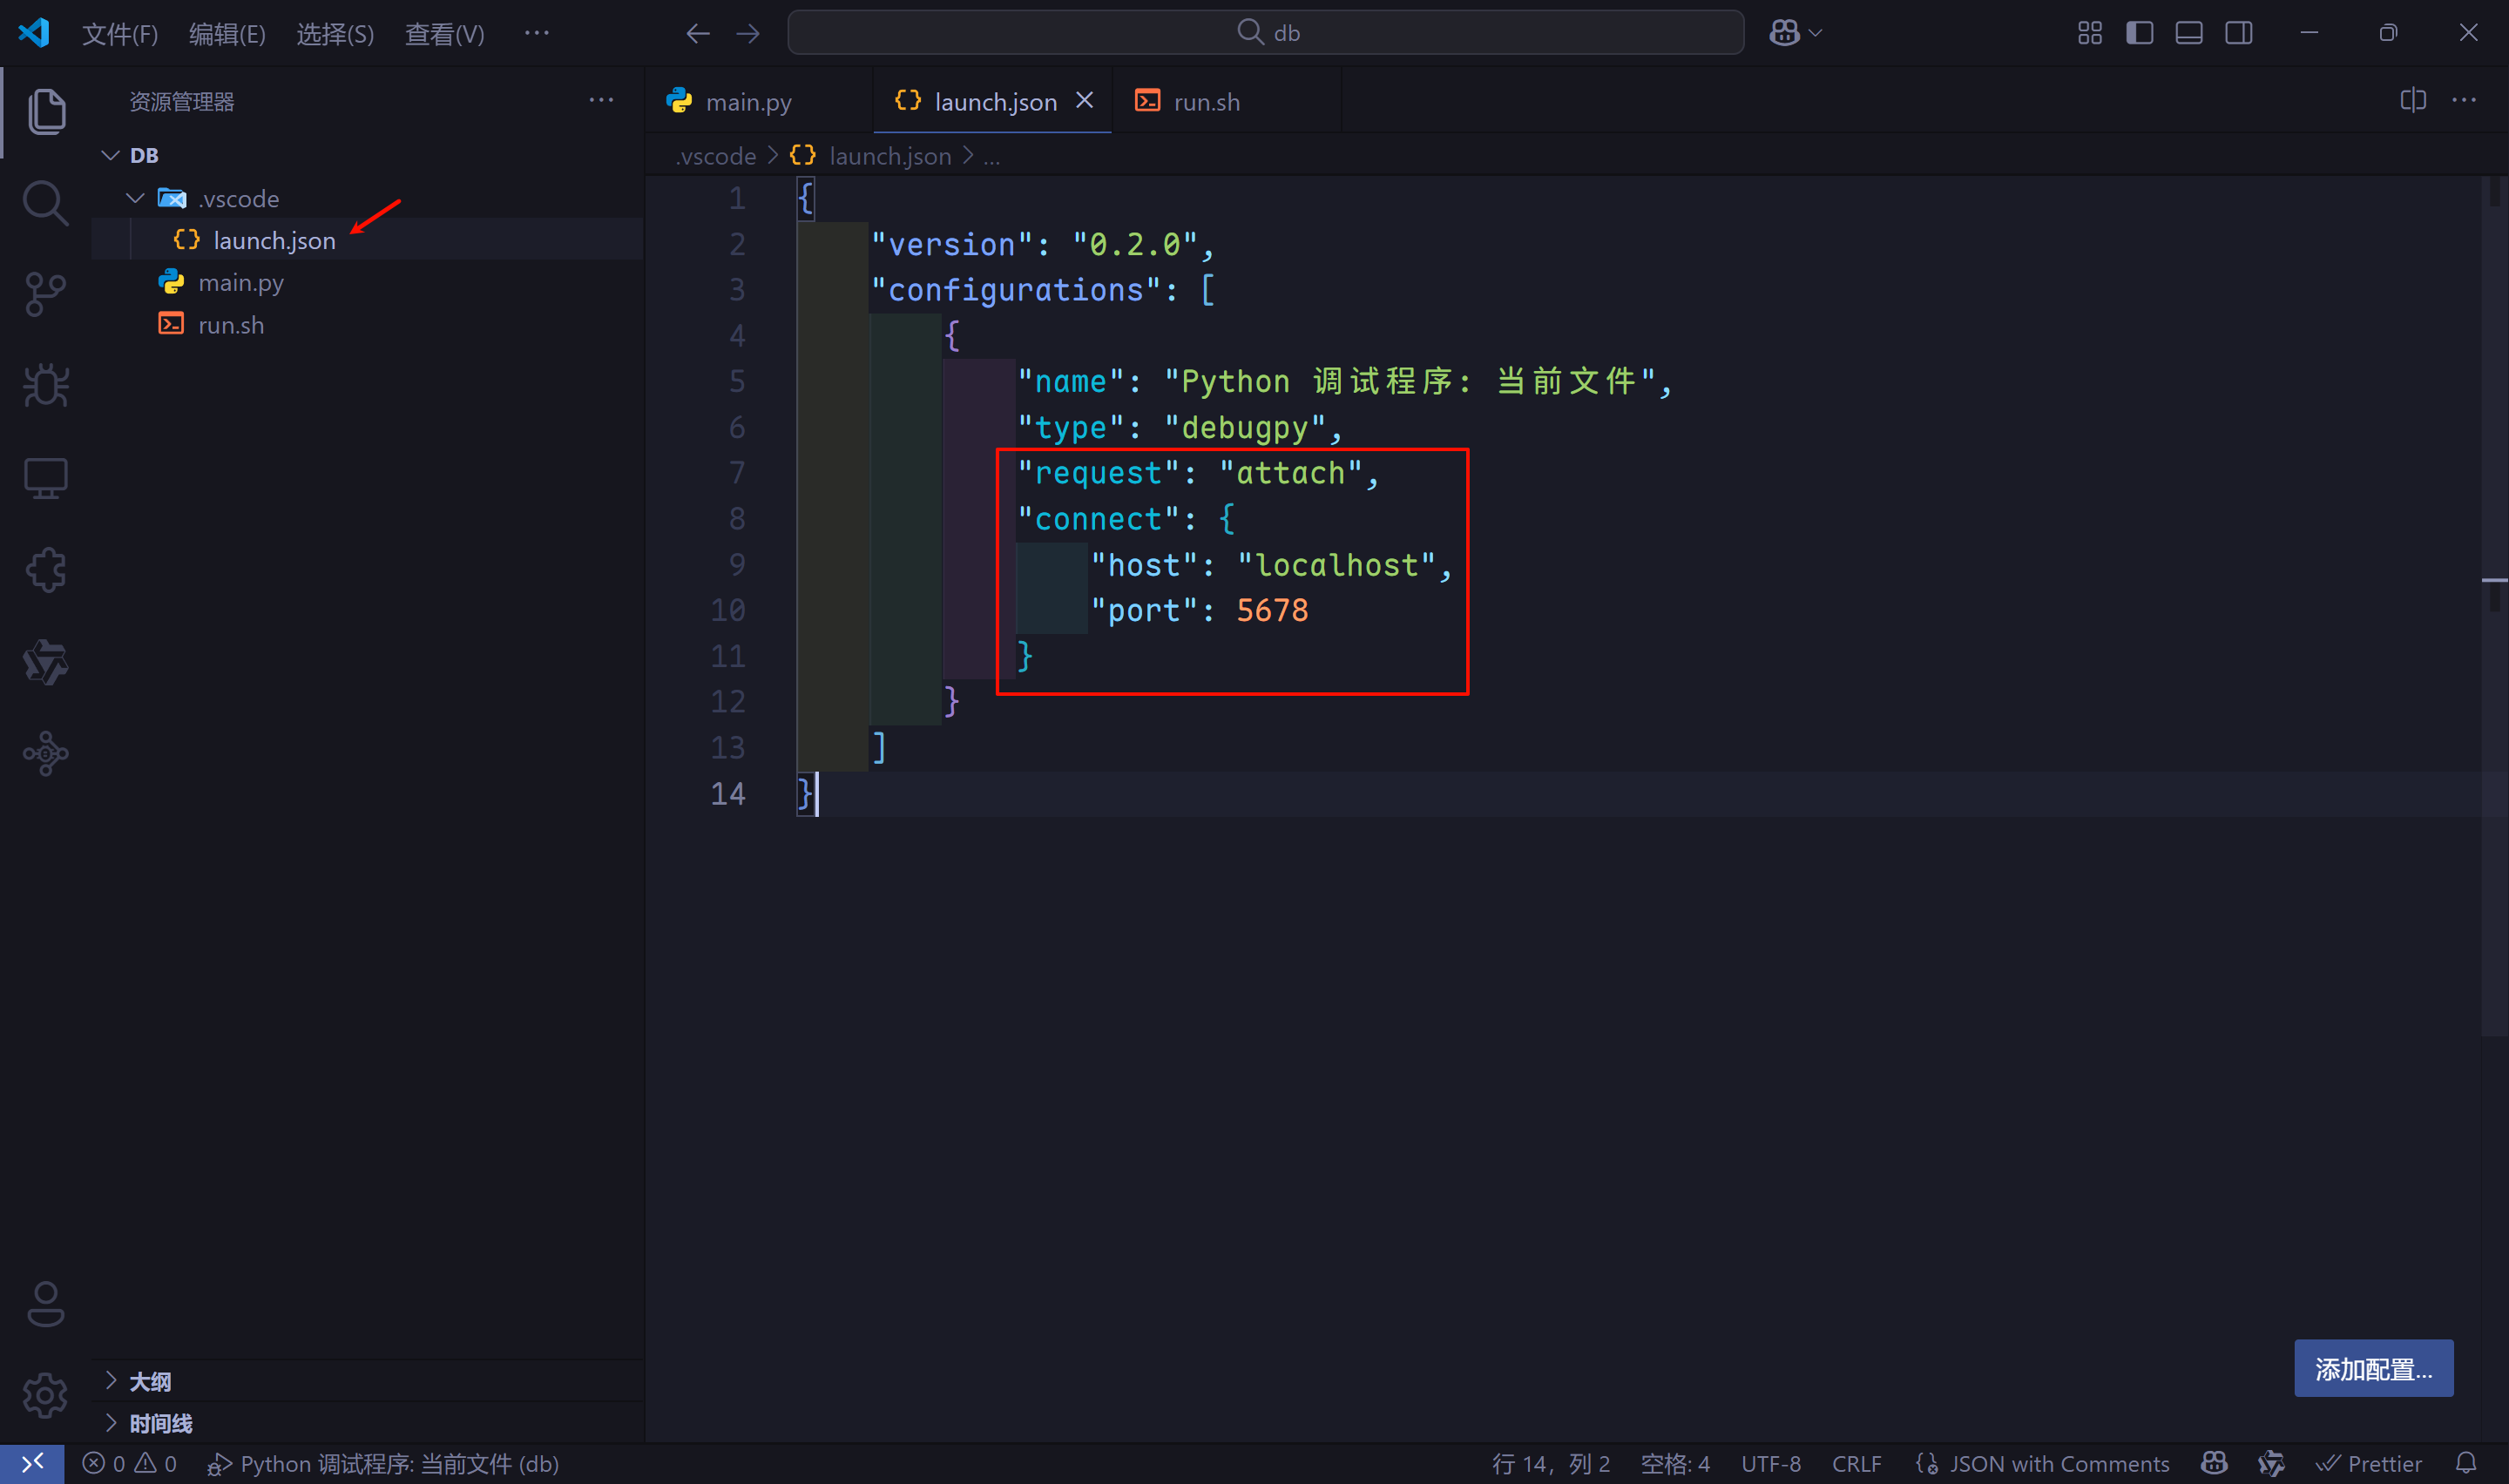 文件(F) 编辑(E) 选择(S) 查看(V) ··· db
资源管理器 ···
DB
.vscode
launch.json
main.py
run.sh
大纲
时间线
main.py launch.json run.sh
.vscode > {} launch.json > ...
1 {
2 "version": "0.2.0",
3 "configurations": [
4 {
5 "name": "Python 调试程序: 当前文件",
6 "type": "debugpy",
7 "request": "attach",
8 "connect": {
9 "host": "localhost",
10 "port": 5678
11 }
12 }
13 ]
14 }
添加配置...
0 0 Python 调试程序: 当前文件 (db) 行 14，列 2 空格: 4 UTF-8 CRLF JSON with Comments Prettier